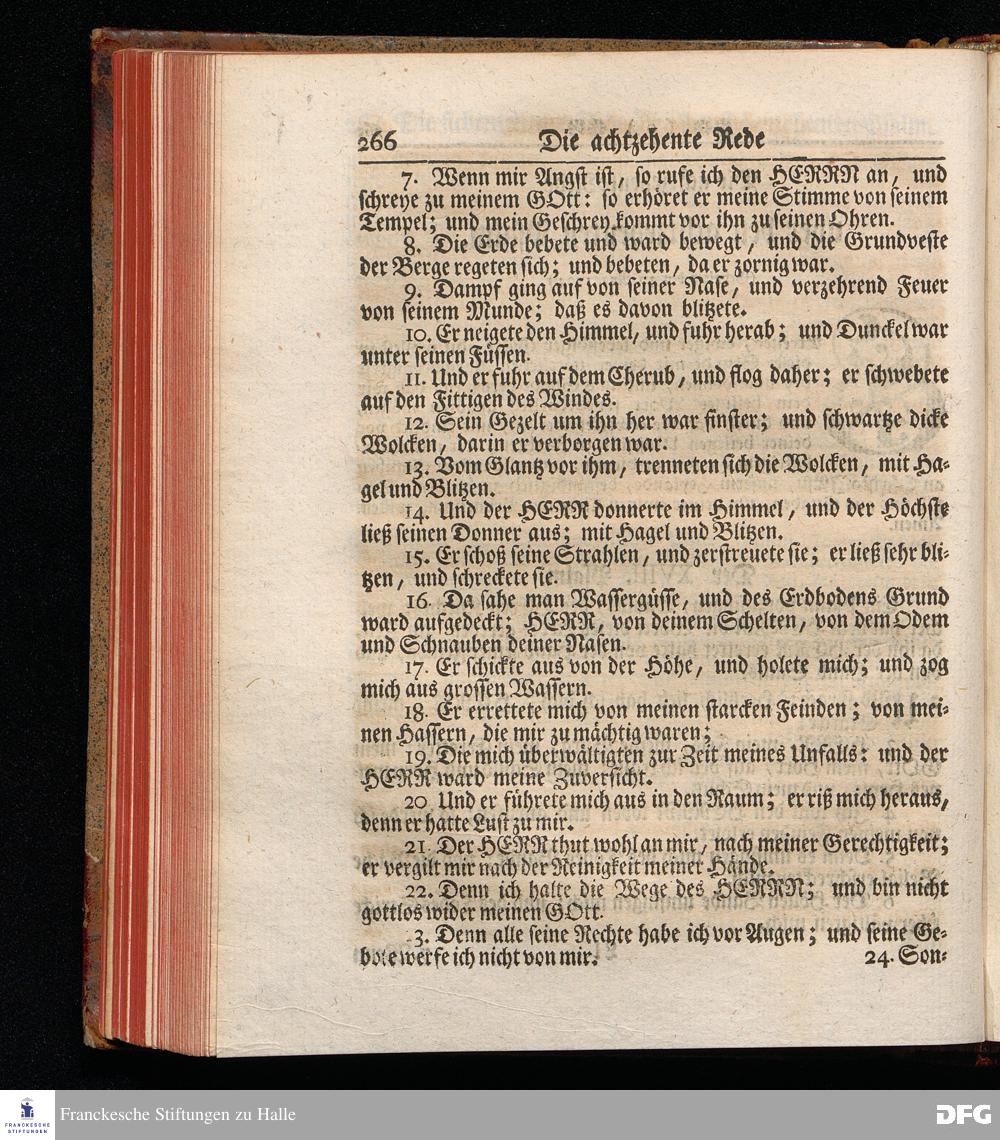 266 Die achtzehente Rede
7. Wenn mir Angst ist, so rufe ich den HERRN an, und
schreye zu meinem GOtt: so erhöret er meine Stimme von seinem
Tempel; und mein Geschrey kommt vor ihn zu seinen Ohren.
8. Die Erde bebete und ward bewegt, und die Grundveste
der Berge regeten sich; und bebeten, da er zornig war.
9. Dampf ging auf von seiner Nase, und verzehrend Feuer
von seinem Munde; daß es davon blitzete.
10. Er neigete den Himmel, und fuhr herab; und Dunckel war
unter seinen Füssen.
11. Und er fuhr auf dem Cherub, und flog daher; er schwebete
auf den Fittigen des Windes.
12. Sein Gezelt um ihn her war finster; und schwartze dicke
Wolcken, darin er verborgen war.
13. Vom Glantz vor ihm, trenneten sich die Wolcken, mit Ha-
gel und Blitzen.
14. Und der HERR donnerte im Himmel, und der Höchste
ließ seinen Donner aus; mit Hagel und Blitzen.
15. Er schoß seine Strahlen, und zerstreuete sie; er ließ sehr bli-
tzen, und schreckete sie.
16. Da sahe man Wassergüsse, und des Erdbodens Grund
ward aufgedeckt; HERR, von deinem Schelten, von dem Odem
und Schnauben deiner Nasen.
17. Er schickte aus von der Höhe, und holete mich; und zog
mich aus grossen Wassern.
18. Er errettete mich von meinen starcken Feinden; von mei-
nen Hassern, die mir zu mächtig waren;
19. Die mich überwältigten zur Zeit meines Unfalls: und der
HERR ward meine Zuversicht.
20. Und er führete mich aus in den Raum; er riß mich heraus,
denn er hatte Lust zu mir.
21. Der HERR thut wohl an mir, nach meiner Gerechtigkeit;
er vergilt mir nach der Reinigkeit meiner Hände.
22. Denn ich halte die Wege des HERRN; und bin nicht
gottlos wider meinen GOtt.
3. Denn alle seine Rechte habe ich vor Augen; und seine Ge-
bote werfe ich nicht von mir. 24. Son-
FRANCKESCHE
STIFTUNGEN
Franckesche Stiftungen zu Halle
DFG